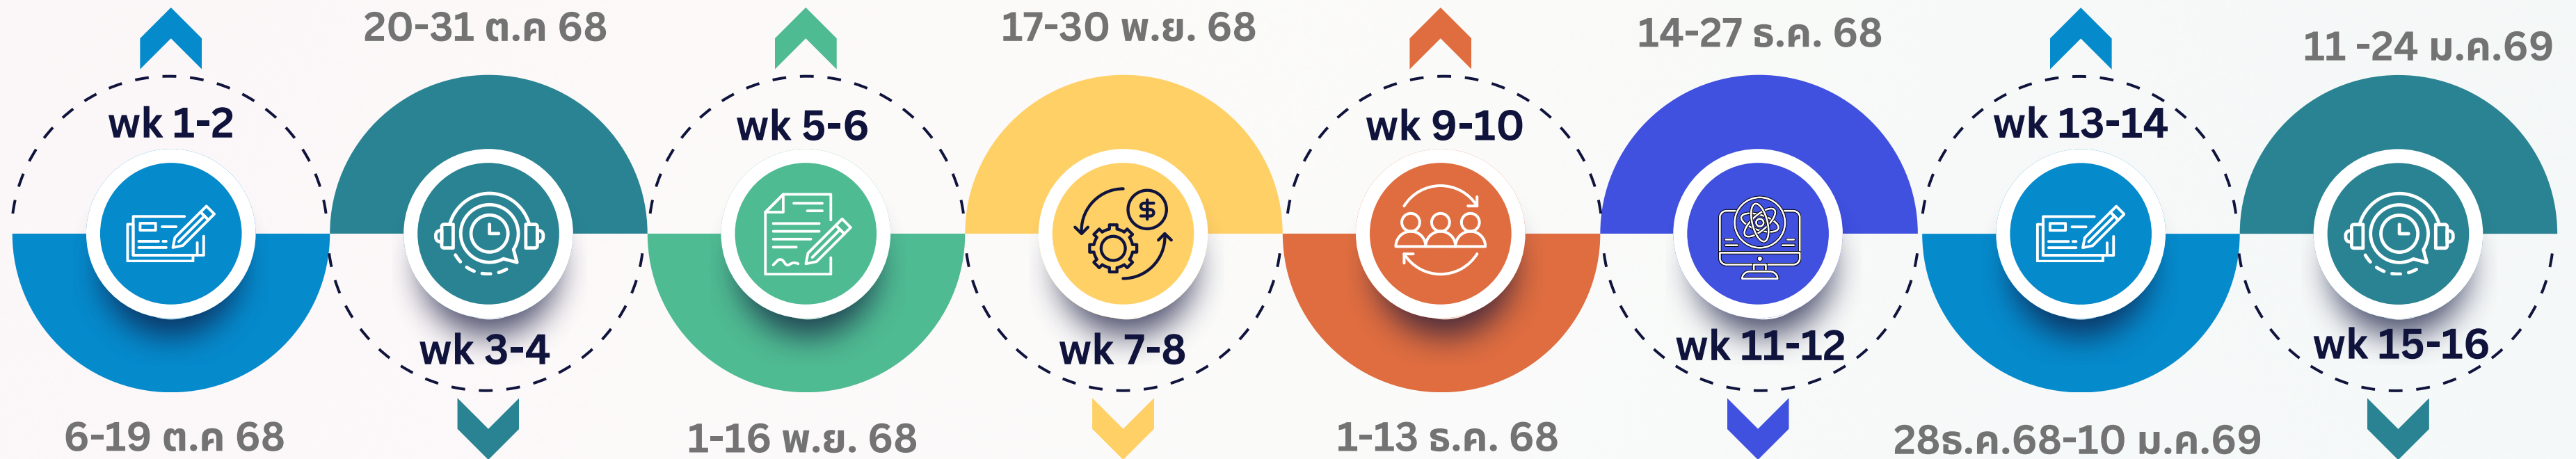 wk 1-2
6-19 ต.ค 68
20-31 ต.ค 68
wk 3-4
wk 5-6
1-16 พ.ย. 68
17-30 พ.ย. 68
wk 7-8
wk 9-10
1-13 ธ.ค. 68
14-27 ธ.ค. 68
wk 11-12
wk 13-14
28ธ.ค.68-10 ม.ค.69
11 -24 ม.ค.69
wk 15-16